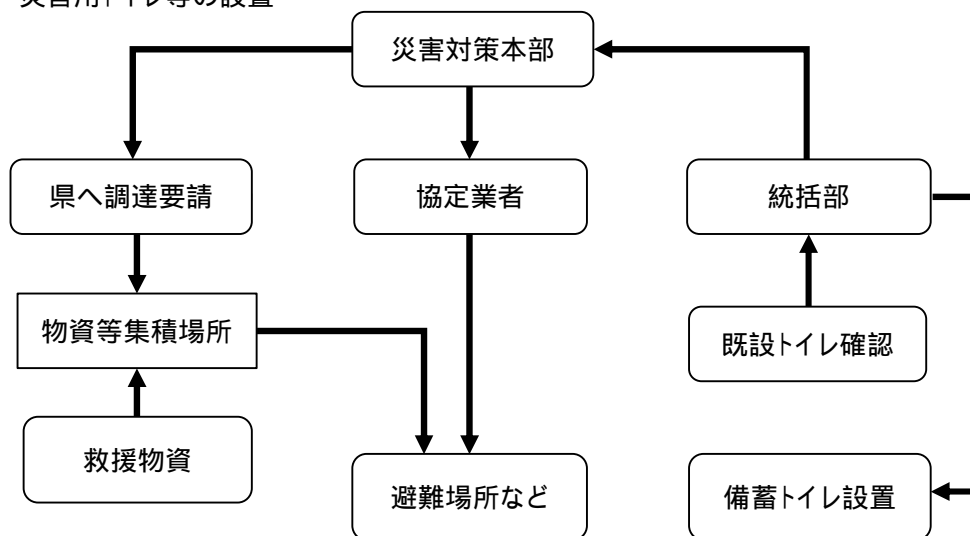 災害用トイレ等の設置
災害対策本部
県へ調達要請
協定業者
統括部
物資等集積場所
既設トイレ確認
救援物資
避難場所など
備蓄トイレ設置